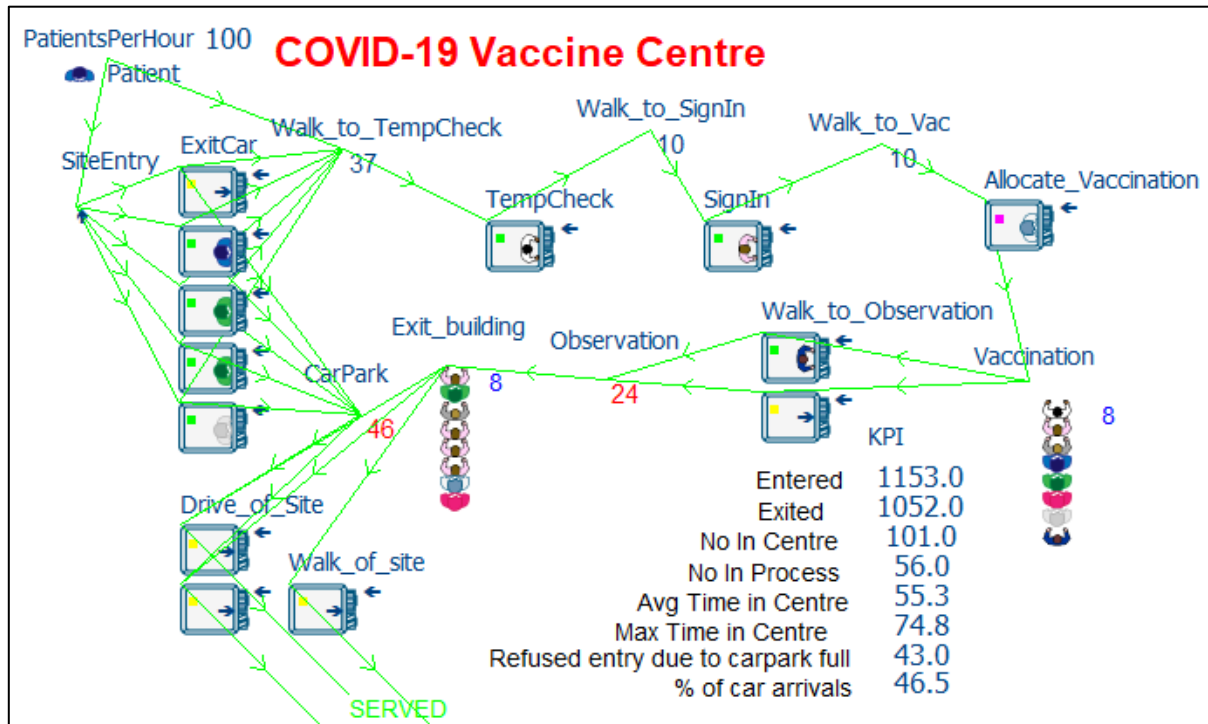 PatientsPerHour 100
COVID-19 Vaccine Centre
Patient
Walk_to_TempCheck
37
Walk_to_SignIn
10
Walk_to_Vac
10
SiteEntry
ExitCar
TempCheck
SignIn
Allocate_Vaccination
Exit_building
8
Observation
24
Walk_to_Observation
Vaccination
8
CarPark
46
Drive_of_Site
Walk_of_site
SERVED
KPI
Entered 1153.0
Exited 1052.0
No In Centre 101.0
No In Process 56.0
Avg Time in Centre 55.3
Max Time in Centre 74.8
Refused entry due to carpark full 43.0
% of car arrivals 46.5